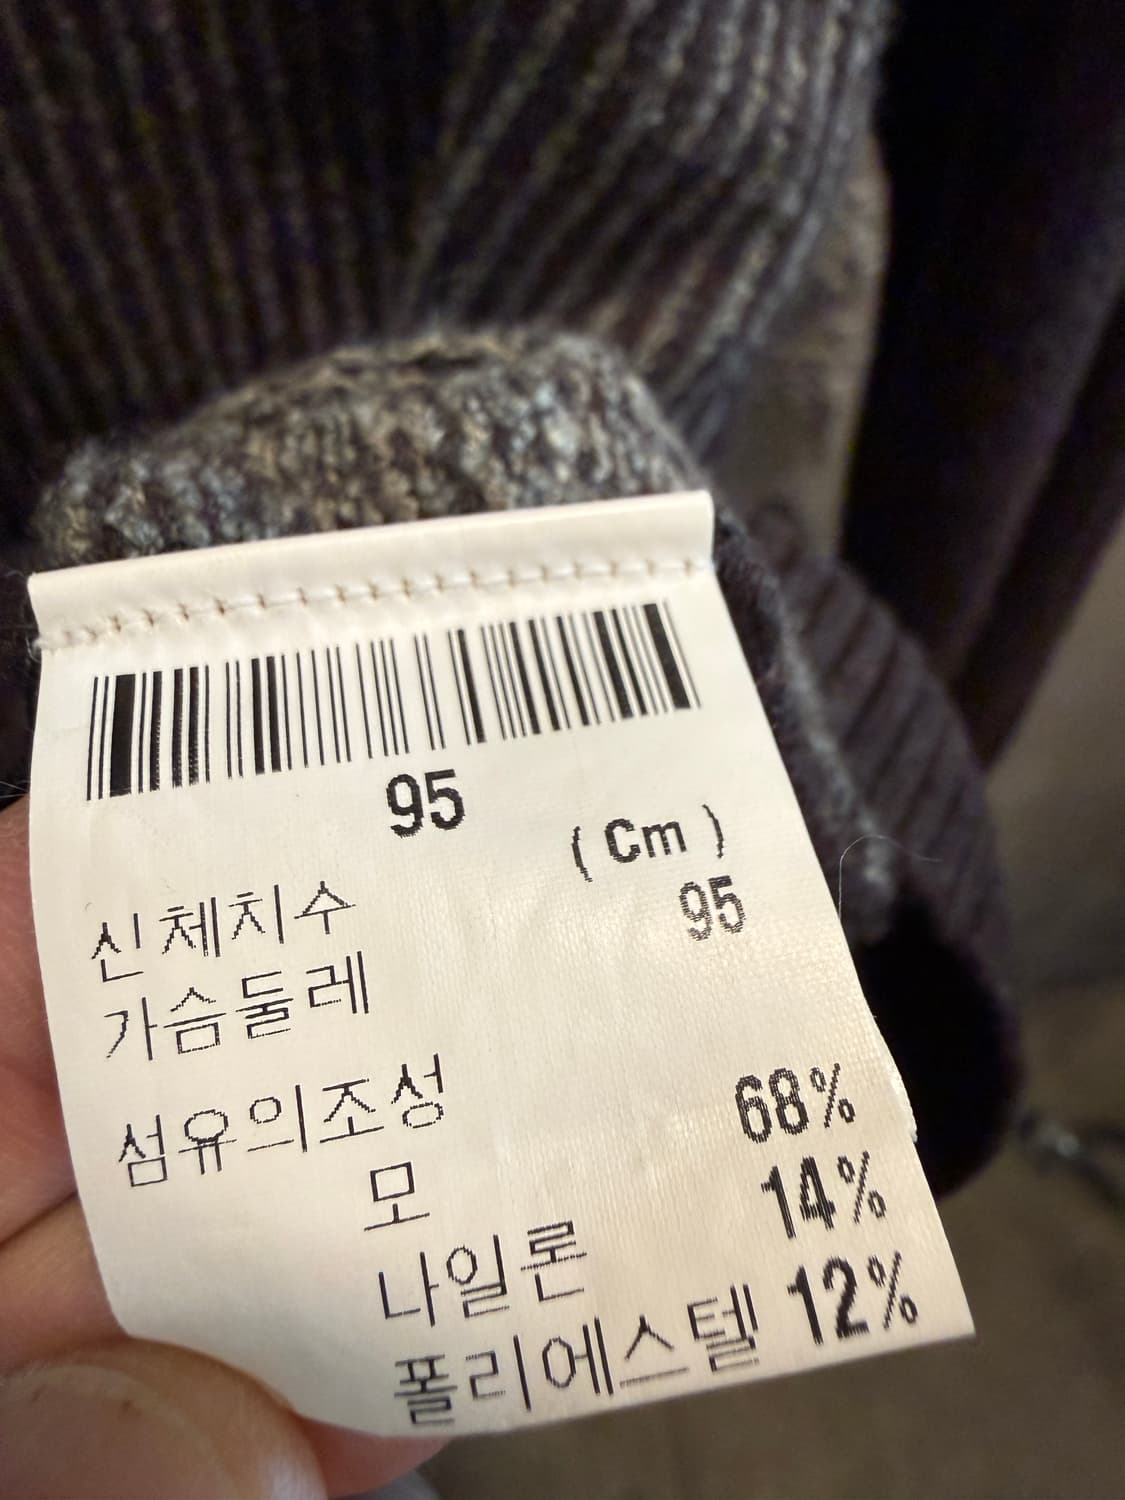 95
( Cm )
신체치수
가슴둘레 95
섬유의조성
모 68%
나일론 14%
폴리에스텔 12%